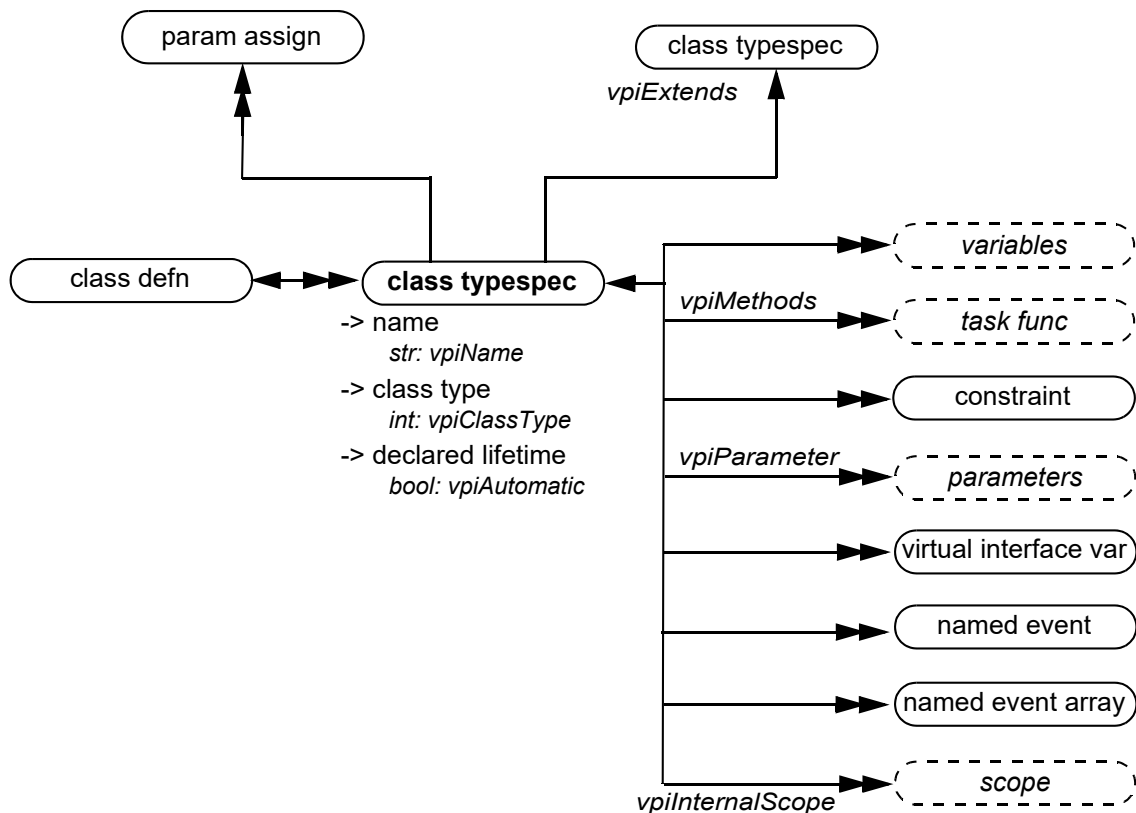 param assign
class typespec
vpiExtends
variables
class defn
class typespec
vpiMethods
-> name
str: vpiName
task func
-> class type
int: vpiClassType
constraint
-> declared lifetime
bool: vpiAutomatic
vpiParameter
parameters
virtual interface var
named event
named event array
scope
vpiInternalScope